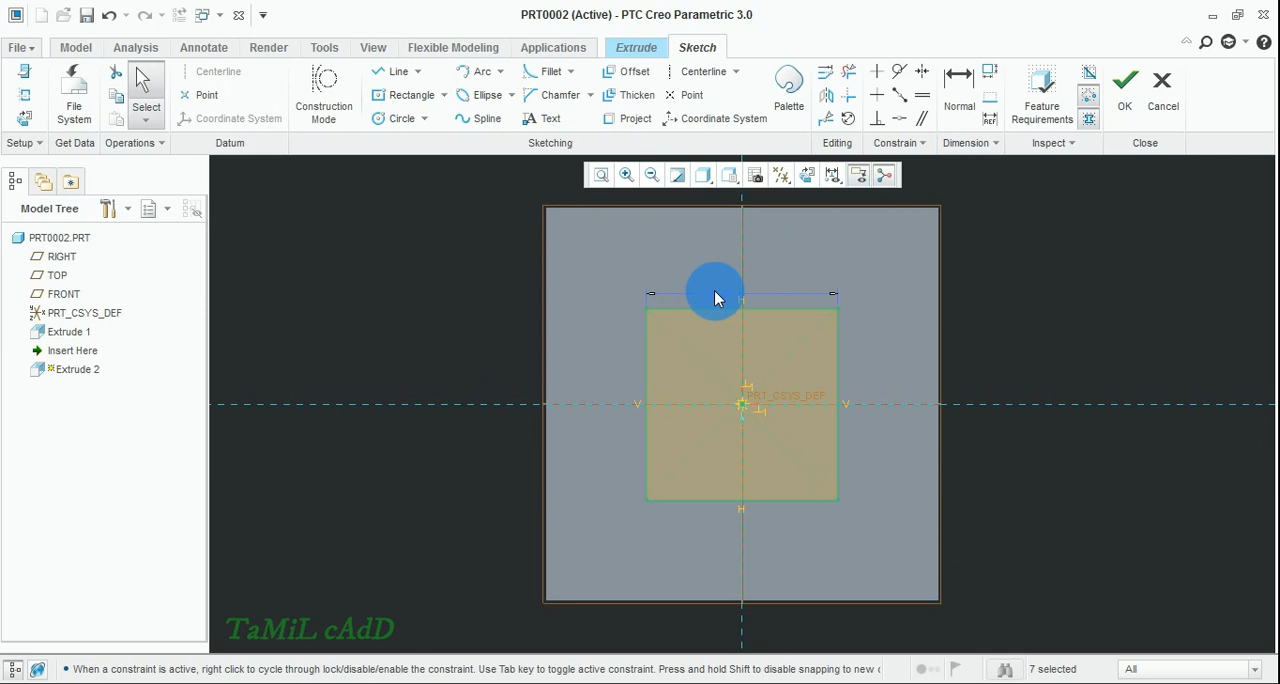 PRT0002 (Active) - PTC Creo Parametric 3.0
File Model Analysis Annotate Render Tools View Flexible Modeling Applications Extrude Sketch
Centerline
Point
Coordinate System
File
System
Select
Construction
Mode
Line Arc Fillet Offset Centerline
Rectangle Ellipse Chamfer Thicken Point
Circle Spline Text Project Coordinate System
Palette
Normal
Feature
Requirements
OK Cancel
Setup Get Data Operations Datum Sketching Editing Constrain Dimension Inspect Close
Model Tree
PRT0002.PRT
RIGHT
TOP
FRONT
PRT_CSYS_DEF
Extrude 1
Insert Here
Extrude 2
H
V PRT_CSYS_DEF V
H
TaMiL cAdD
When a constraint is active, right click to cycle through lock/disable/enable the constraint. Use Tab key to toggle active constraint. Press and hold Shift to disable snapping to new c
7 selected All